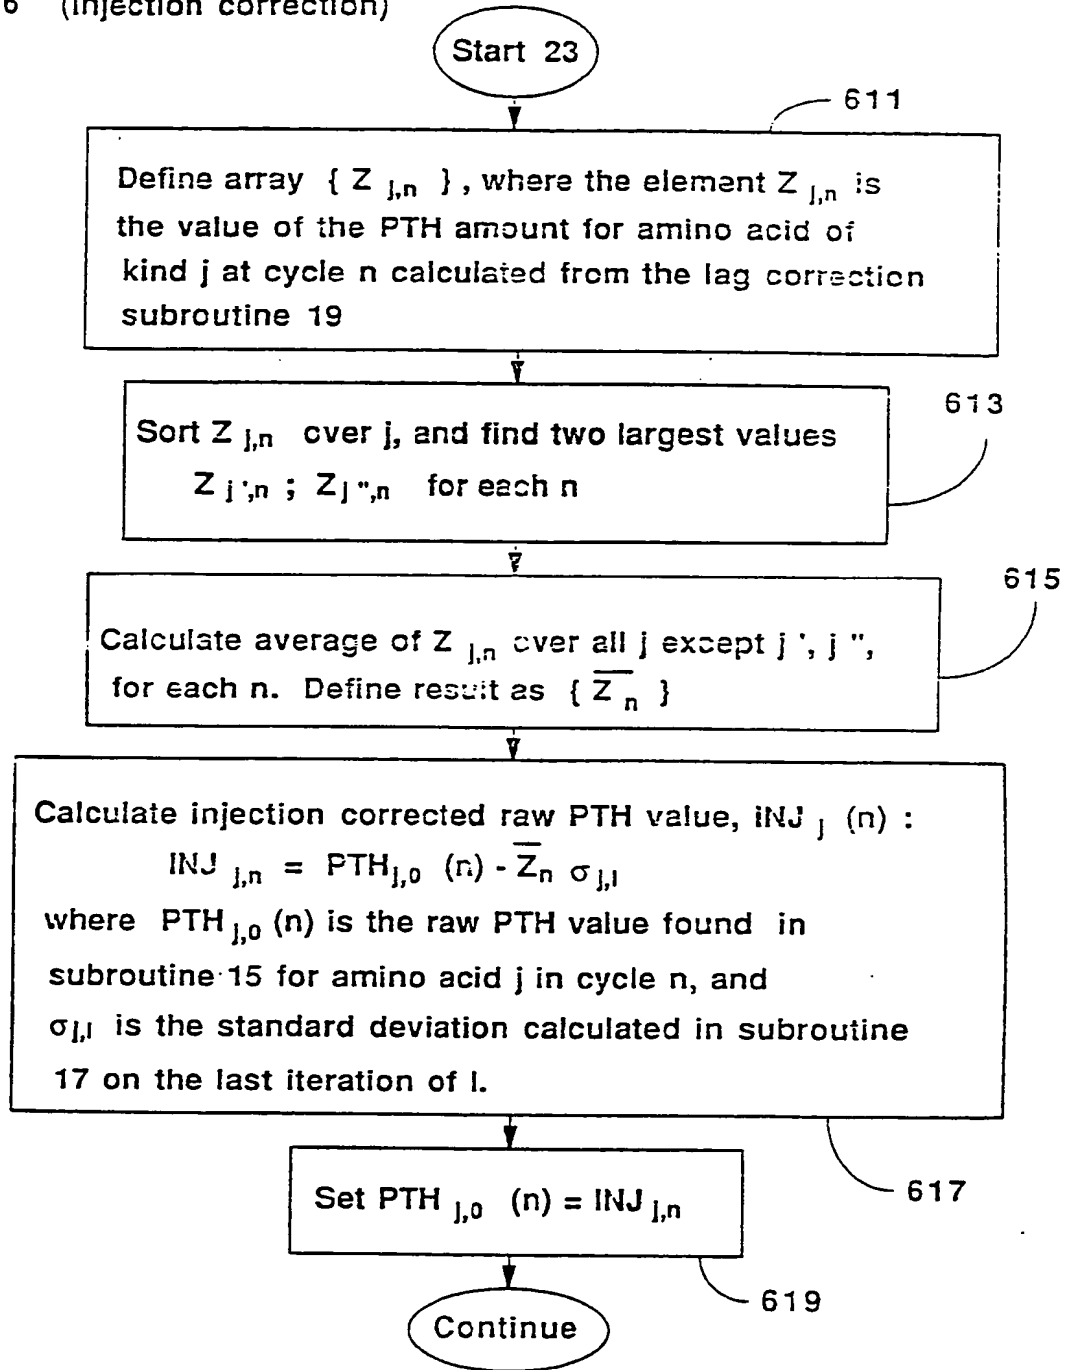 6 (Injection correction)
Start 23
611
Define array { Z j,n } , where the element Z j,n is
the value of the PTH amount for amino acid of
kind j at cycle n calculated from the lag correction
subroutine 19
613
Sort Z j,n over j, and find two largest values
Z j ',n ; Z j ",n for each n
615
Calculate average of Z j,n over all j except j ', j ",
for each n. Define result as { Z̅ n }
Calculate injection corrected raw PTH value, INJ j (n) :
INJ j,n = PTH j,0 (n) - Z̅ n σ j,l
where PTH j,0 (n) is the raw PTH value found in
subroutine 15 for amino acid j in cycle n, and
σ j,l is the standard deviation calculated in subroutine
17 on the last iteration of l.
617
Set PTH j,0 (n) = INJ j,n
619
Continue